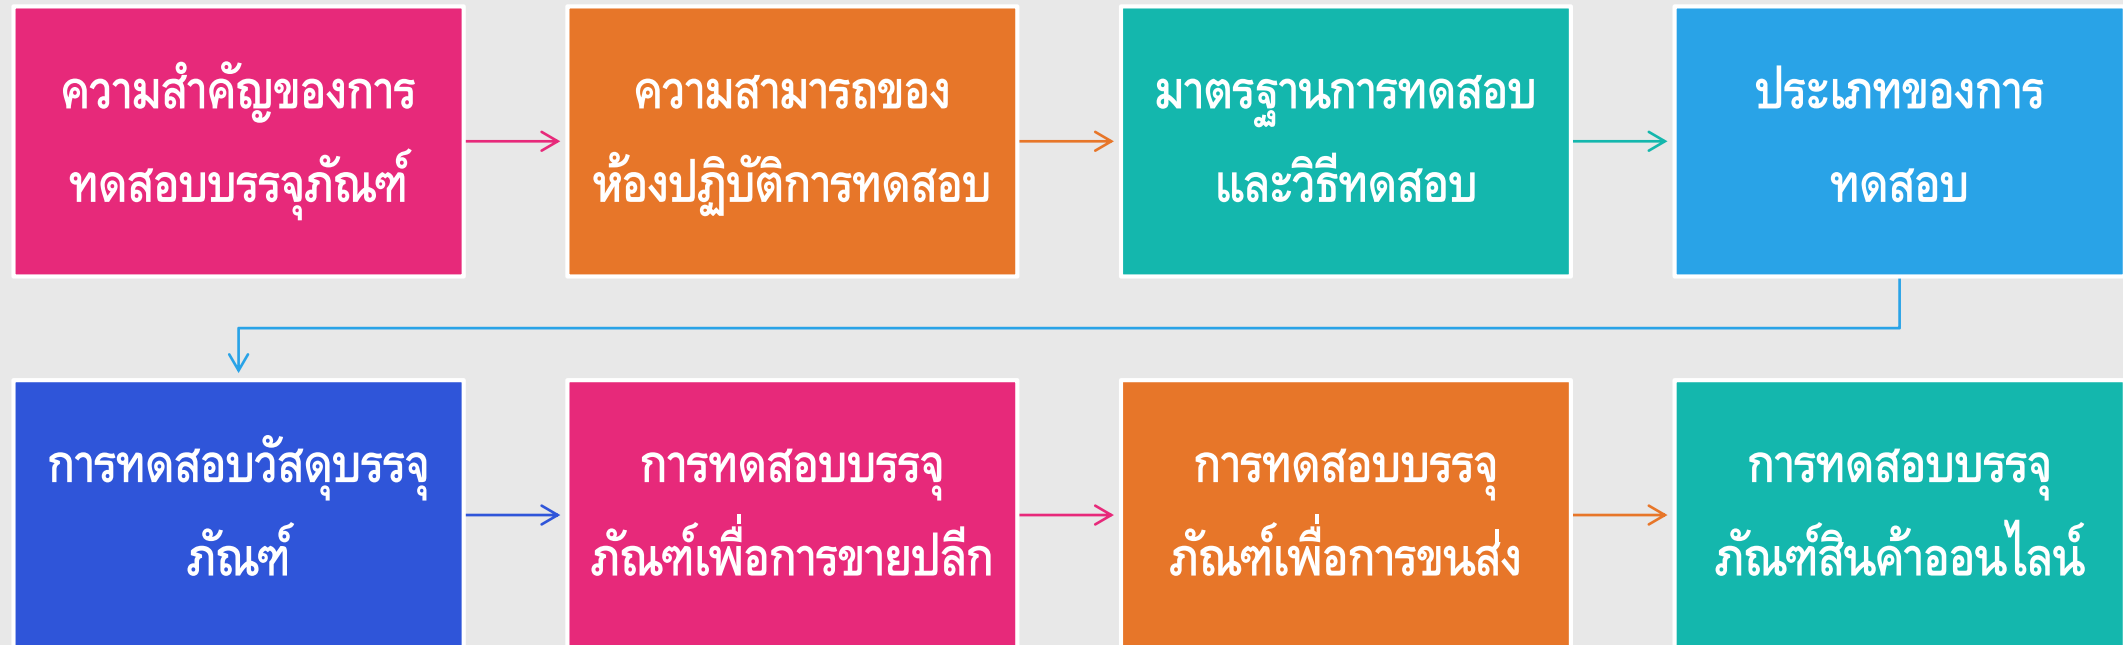 ความสำคัญของการ
ทดสอบบรรจุภัณฑ์
ความสามารถของ
ห้องปฏิบัติการทดสอบ
มาตรฐานการทดสอบ
และวิธีทดสอบ
ประเภทของการ
ทดสอบ
การทดสอบวัสดุบรรจุ
ภัณฑ์
การทดสอบบรรจุ
ภัณฑ์เพื่อการขายปลีก
การทดสอบบรรจุ
ภัณฑ์เพื่อการขนส่ง
การทดสอบบรรจุ
ภัณฑ์สินค้าออนไลน์